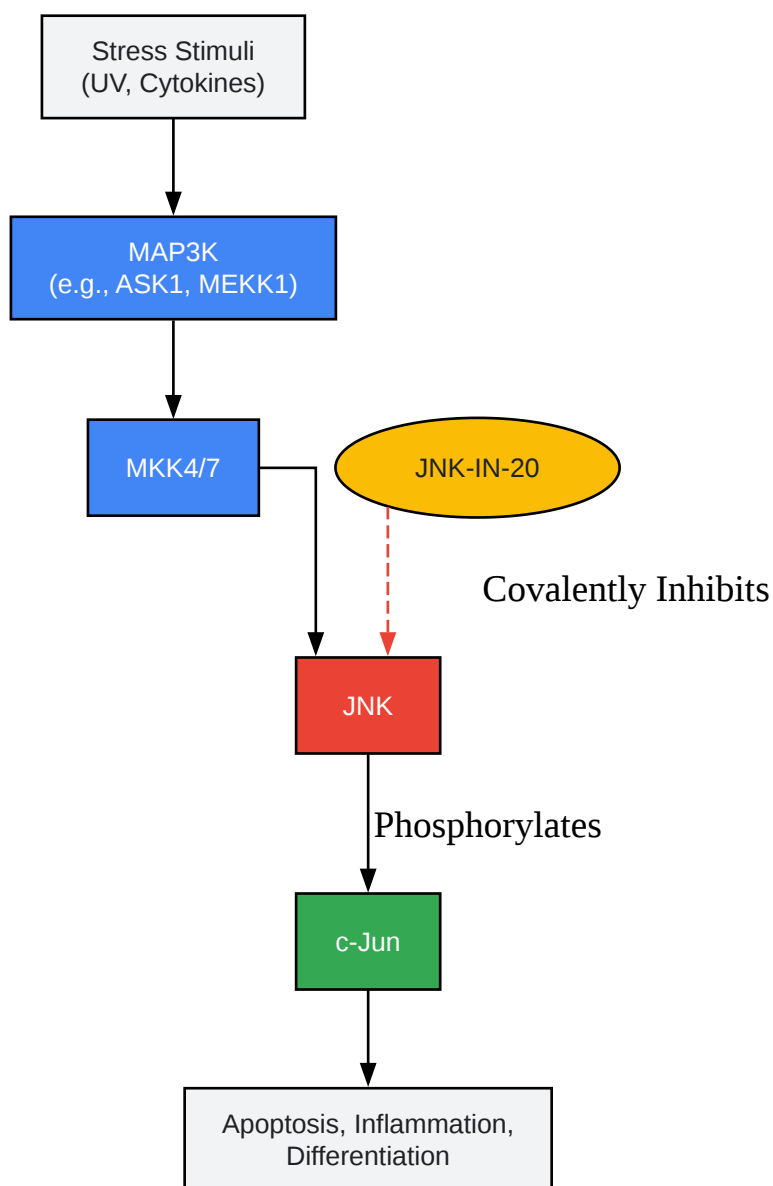 Stress Stimuli
(UV, Cytokines)
MAP3K
(e.g., ASK1, MEKK1)
MKK4/7
JNK-IN-20
Covalently Inhibits
JNK
Phosphorylates
c-Jun
Apoptosis, Inflammation,
Differentiation